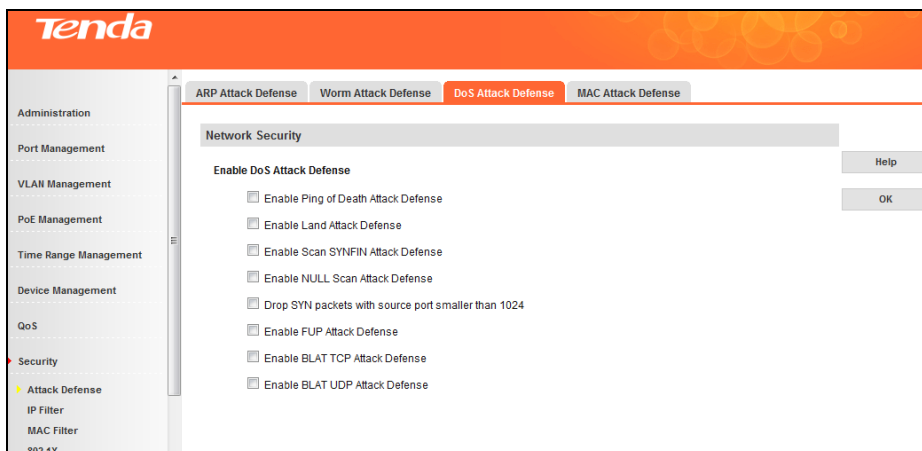 Tenda
ARP Attack Defense
Worm Attack Defense
DoS Attack Defense
MAC Attack Defense
Administration
Port Management
VLAN Management
PoE Management
Time Range Management
Device Management
QoS
Security
Attack Defense
IP Filter
MAC Filter
802.1X
Network Security
Enable DoS Attack Defense
Enable Ping of Death Attack Defense
Enable Land Attack Defense
Enable Scan SYNFIN Attack Defense
Enable NULL Scan Attack Defense
Drop SYN packets with source port smaller than 1024
Enable FUP Attack Defense
Enable BLAT TCP Attack Defense
Enable BLAT UDP Attack Defense
Help
OK